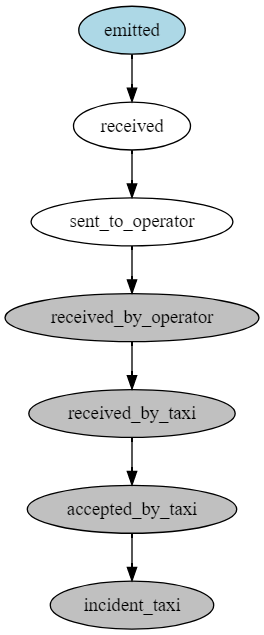 emitted
received
sent_to_operator
received_by_operator
received_by_taxi
accepted_by_taxi
incident_taxi